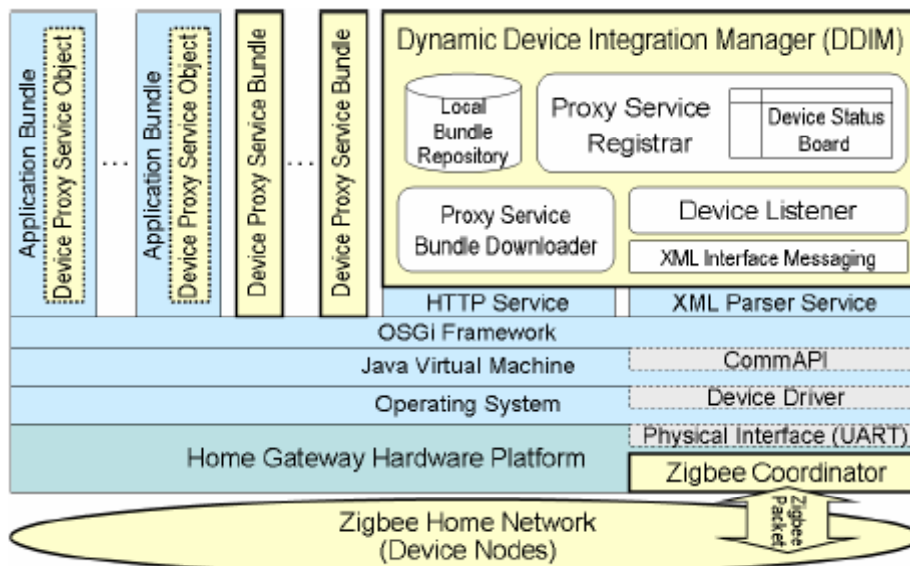 Application Bundle
Device Proxy Service Object
...
Application Bundle
Device Proxy Service Object
Device Proxy Service Bundle
...
Device Proxy Service Bundle
Dynamic Device Integration Manager (DDIM)
Local
Bundle
Repository
Proxy Service
Registrar
Device Status
Board
Proxy Service
Bundle Downloader
Device Listener
XML Interface Messaging
HTTP Service
XML Parser Service
OSGi Framework
Java Virtual Machine
CommAPI
Operating System
Device Driver
Home Gateway Hardware Platform
Physical Interface (UART)
Zigbee Coordinator
Zigbee
Packet
Zigbee Home Network
(Device Nodes)